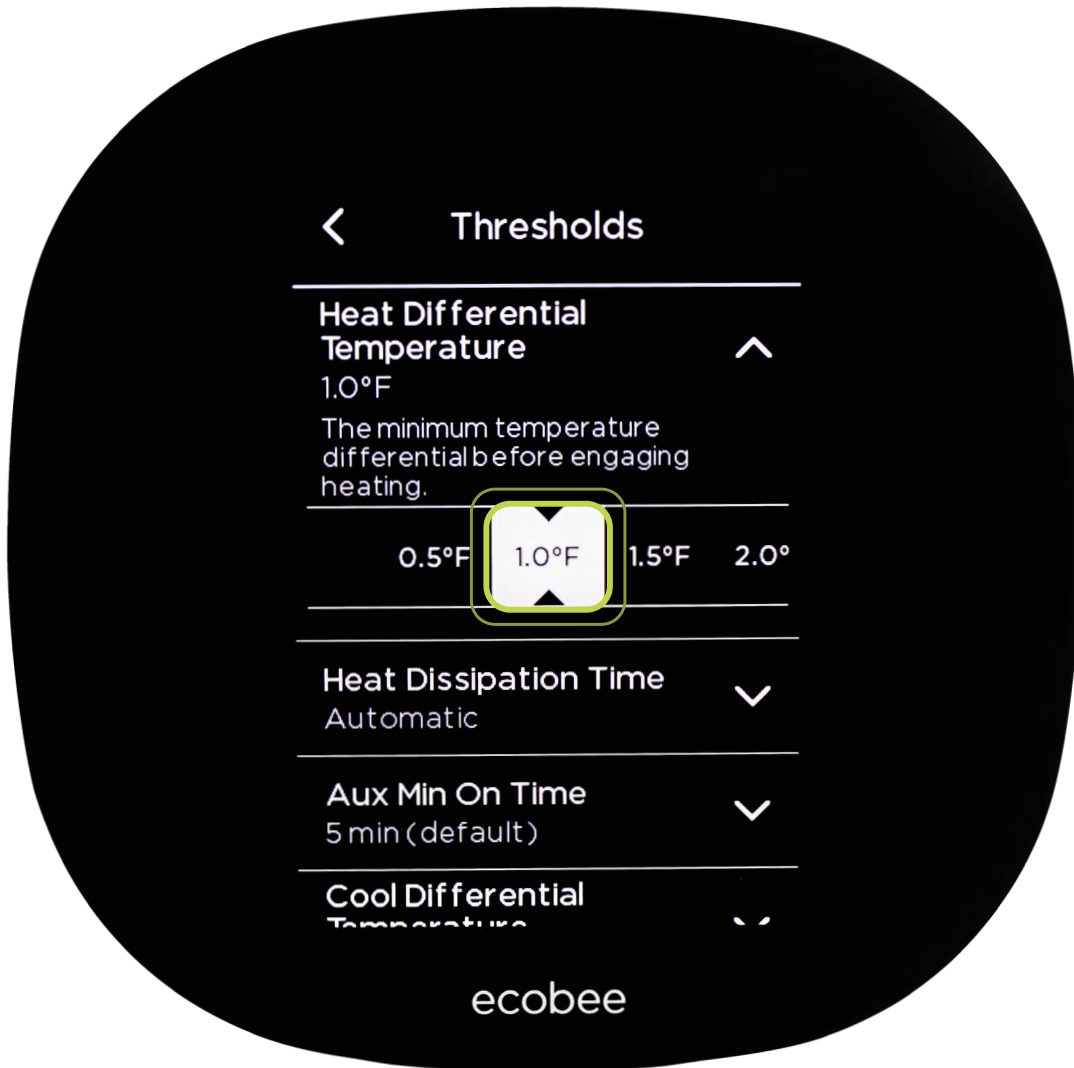 Thresholds
Heat Differential
Temperature
1.0°F
The minimum temperature
differential before engaging
heating.
0.5°F 1.0°F 1.5°F 2.0°
Heat Dissipation Time
Automatic
Aux Min On Time
5 min (default)
Cool Differential
Temperature
ecobee